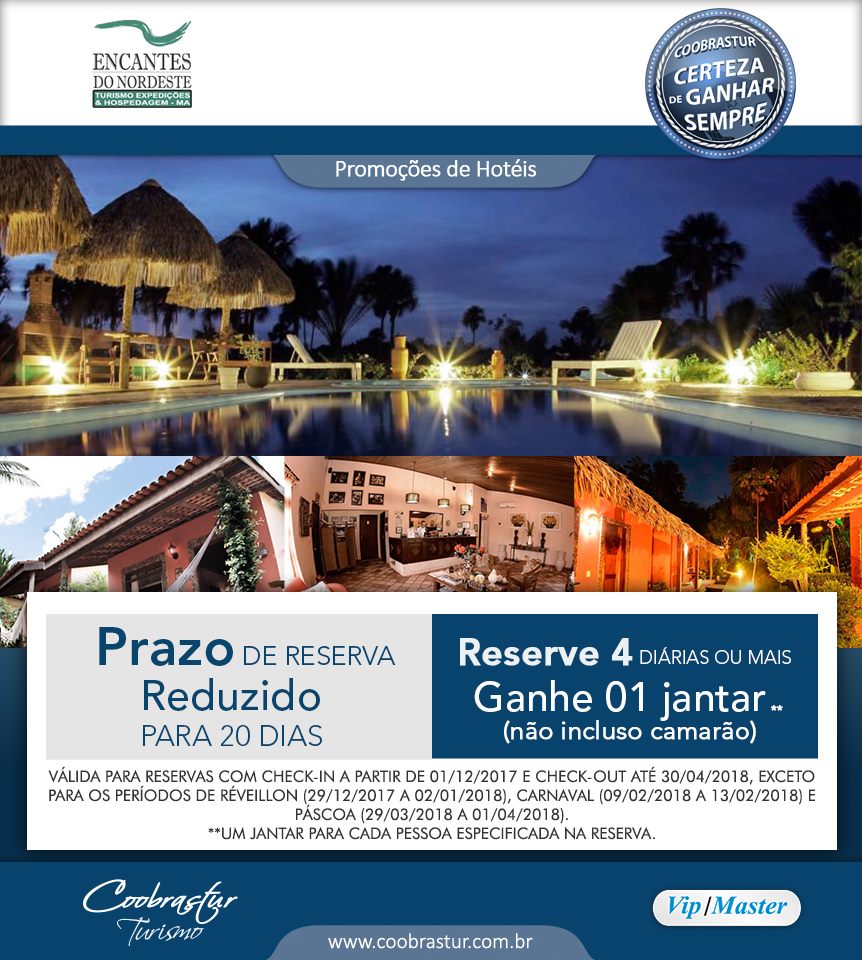 ENCANTES
DO NORDESTE
TURISMO EXPEDIÇÕES
& HOSPEDAGEM - MA
COOBRASTUR
CERTEZA
DE GANHAR
SEMPRE
Promoções de Hotéis
Prazo DE RESERVA
Reduzido
PARA 20 DIAS
Reserve 4 DIÁRIAS OU MAIS
Ganhe 01 jantar**
(não incluso camarão)
VÁLIDA PARA RESERVAS COM CHECK-IN A PARTIR DE 01/12/2017 E CHECK-OUT ATÉ 30/04/2018, EXCETO
PARA OS PERÍODOS DE RÉVEILLON (29/12/2017 A 02/01/2018), CARNAVAL (09/02/2018 A 13/02/2018) E
PÁSCOA (29/03/2018 A 01/04/2018).
**UM JANTAR PARA CADA PESSOA ESPECIFICADA NA RESERVA.
Coobrastur
Turismo
Vip/Master
www.coobrastur.com.br